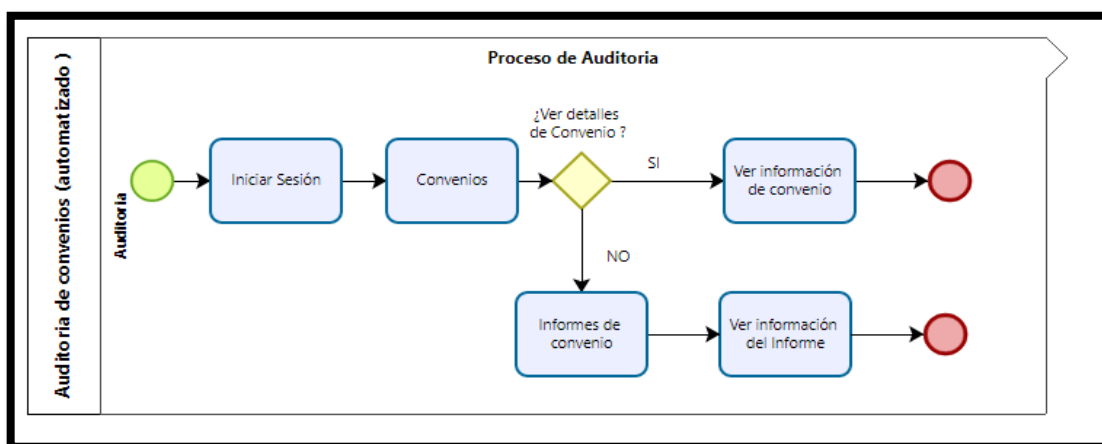 Auditoria de convenios (automatizado )
Proceso de Auditoria
Auditoria
Iniciar Sesión
Convenios
¿Ver detalles
de Convenio ?
SI
Ver información
de convenio
NO
Informes de
convenio
Ver información
del Informe